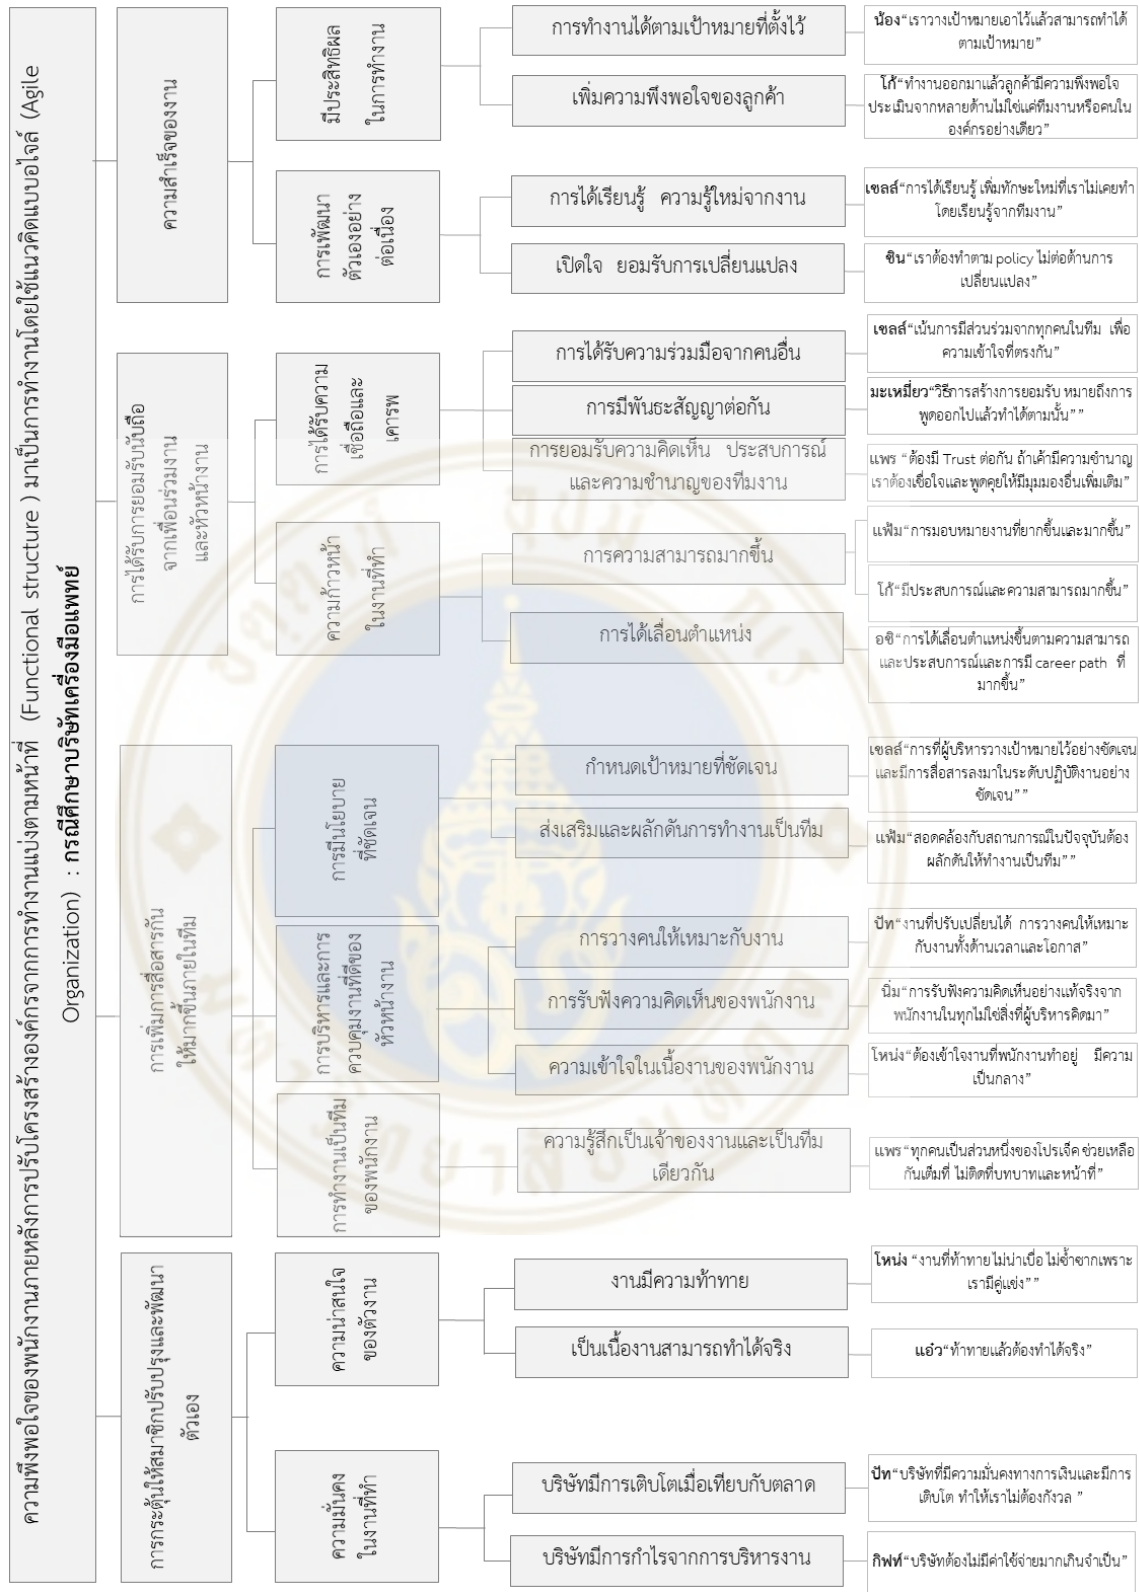 ความพึงพอใจของพนักงานภายหลังการปรับโครงสร้างองค์กรจากการทำงานแบ่งตามหน้าที่ (Functional structure ) มาเป็นการทำงานโดยใช้แนวคิดแบบอไจล์ (Agile
Organization) : กรณีศึกษาบริษัทเครื่องมือแพทย์
ความสำเร็จของงาน
มีประสิทธิผล
ในการทำงาน
การทำงานได้ตามเป้าหมายที่ตั้งไว้
น้อง“เราวางเป้าหมายเอาไว้แล้วสามารถทำได้
ตามเป้าหมาย”
เพิ่มความพึงพอใจของลูกค้า
โก้“ทำงานออกมาแล้วลูกค้ามีความพึงพอใจ
ประเมินจากหลายด้านไม่ใช่แค่ทีมงานหรือคนใน
องค์กรอย่างเดียว”
การเพัฒนา
ตัวเองอย่าง
ต่อเนื่อง
การได้เรียนรู้ ความรู้ใหม่จากงาน
เซลล์“การได้เรียนรู้ เพิ่มทักษะใหม่ที่เราไม่เคยทำ
โดยเรียนรู้จากทีมงาน”
เปิดใจ ยอมรับการเปลี่ยนแปลง
ซิน“เราต้องทำตาม policy ไม่ต่อต้านการ
เปลี่ยนแปลง”
การได้รับการยอมรับนับถือ
จากเพื่อนร่วมงาน
และหัวหน้างาน
การได้รับความ
เชื่อถือและ
เคารพ
การได้รับความร่วมมือจากคนอื่น
เซลล์“เน้นการมีส่วนร่วมจากทุกคนในทีม เพื่อ
ความเข้าใจที่ตรงกัน”
การมีพันธะสัญญาต่อกัน
มะเหมี่ยว“วิธีการสร้างการยอมรับ หมายถึงการ
พูดออกไปแล้วทำได้ตามนั้น””
การยอมรับความคิดเห็น ประสบการณ์
และความชำนาญของทีมงาน
แพร “ต้องมี Trust ต่อกัน ถ้าเค้ามีความชำนาญ
เราต้องเชื่อใจและพูดคุยให้มีมุมมองอื่นเพิ่มเติม”
ความก้าวหน้า
ในงานที่ทำ
การความสามารถมากขึ้น
แฟ้ม“การมอบหมายงานที่ยากขึ้นและมากขึ้น”
โก้“มีประสบการณ์และความสามารถมากขึ้น”
การได้เลื่อนตำแหน่ง
อชิ“การได้เลื่อนตำแหน่งขึ้นตามความสามารถ
และประสบการณ์และการมี career path ที่
มากขึ้น”
การเพิ่มการสื่อสารกัน
ให้มากขึ้นภายในทีม
การมีนโยบาย
ที่ชัดเจน
กำหนดเป้าหมายที่ชัดเจน
เซลล์“การที่ผู้บริหารวางเป้าหมายไว้อย่างชัดเจน
และมีการสื่อสารลงมาในระดับปฏิบัติงานอย่าง
ชัดเจน””
ส่งเสริมและผลักดันการทำงานเป็นทีม
แฟ้ม“สอดคล้องกับสถานการณ์ในปัจจุบันต้อง
ผลักดันให้ทำงานเป็นทีม””
การบริหารและการ
ควบคุมงานที่ดีของ
หัวหน้างาน
การวางคนให้เหมาะกับงาน
ปัท“งานที่ปรับเปลี่ยนได้ การวางคนให้เหมาะ
กับงานทั้งด้านเวลาและโอกาส”
การรับฟังความคิดเห็นของพนักงาน
นิ่ม“การรับฟังความคิดเห็นอย่างแท้จริงจาก
พนักงานในทุกไม่ใช่สิ่งที่ผู้บริหารคิดมา”
ความเข้าใจในเนื้องานของพนักงาน
โหน่ง“ต้องเข้าใจงานที่พนักงานทำอยู่ มีความ
เป็นกลาง”
การทำงานเป็นทีม
ของพนักงาน
ความรู้สึกเป็นเจ้าของงานและเป็นทีม
เดียวกัน
แพร“ทุกคนเป็นส่วนหนึ่งของโปรเจ็ค ช่วยเหลือ
กันเต็มที่ ไม่ติดที่บทบาทและหน้าที่”
การกระตุ้นให้สมาชิกปรับปรุงและพัฒนา
ตัวเอง
ความน่าสนใจ
ของตัวงาน
งานมีความท้าทาย
โหน่ง “งานที่ท้าทายไม่น่าเบื่อ ไม่ซ้ำซากเพราะ
เรามีคู่แข่ง””
เป็นเนื้องานสามารถทำได้จริง
แอ๋ว“ท้าทายแล้วต้องทำได้จริง”
ความมั่นคง
ในงานที่ทำ
บริษัทมีการเติบโตเมื่อเทียบกับตลาด
ปัท“บริษัทที่มีความมั่นคงทางการเงินและมีการ
เติบโต ทำให้เราไม่ต้องกังวล ”
บริษัทมีการกำไรจากการบริหารงาน
กิฟท์“บริษัทต้องไม่มีค่าใช้จ่ายมากเกินจำเป็น”